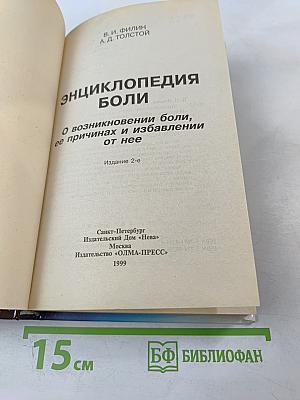 В. И. ФИЛИН
А. Д. ТОЛСТОЙ
ЭНЦИКЛОПЕДИЯ
БОЛИ
О возникновении боли,
ее причинах и избавлении
от нее
Издание 2-е
Санкт-Петербург
Издательский Дом «Нева»
Москва
Издательство «ОЛМА-ПРЕСС»
1999
15 см
БФ БИБЛИОФАН